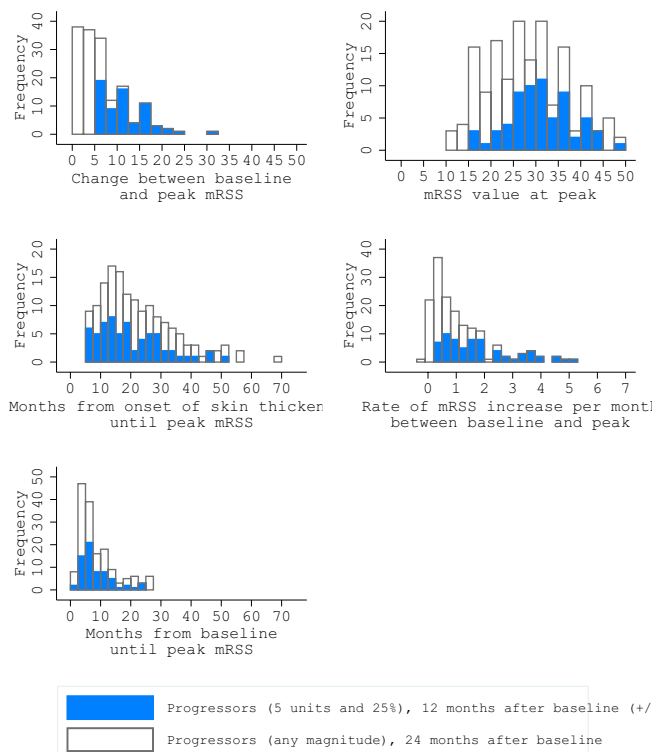 Frequency
0 10 20 30 40
0 5 10 15 20 25 30 35 40 45 50
Change between baseline
and peak mRSS
Frequency
0 5 10 15 20
0 5 10 15 20 25 30 35 40 45 50
mRSS value at peak
Frequency
0 5 10 15 20
0 10 20 30 40 50 60 70
Months from onset of skin thicken
until peak mRSS
Frequency
0 10 20 30 40
0 1 2 3 4 5 6 7
Rate of mRSS increase per month
between baseline and peak
Frequency
0 10 20 30 40 50
0 10 20 30 40 50 60 70
Months from baseline
until peak mRSS
Progressors (5 units and 25%), 12 months after baseline (+/
Progressors (any magnitude), 24 months after baseline